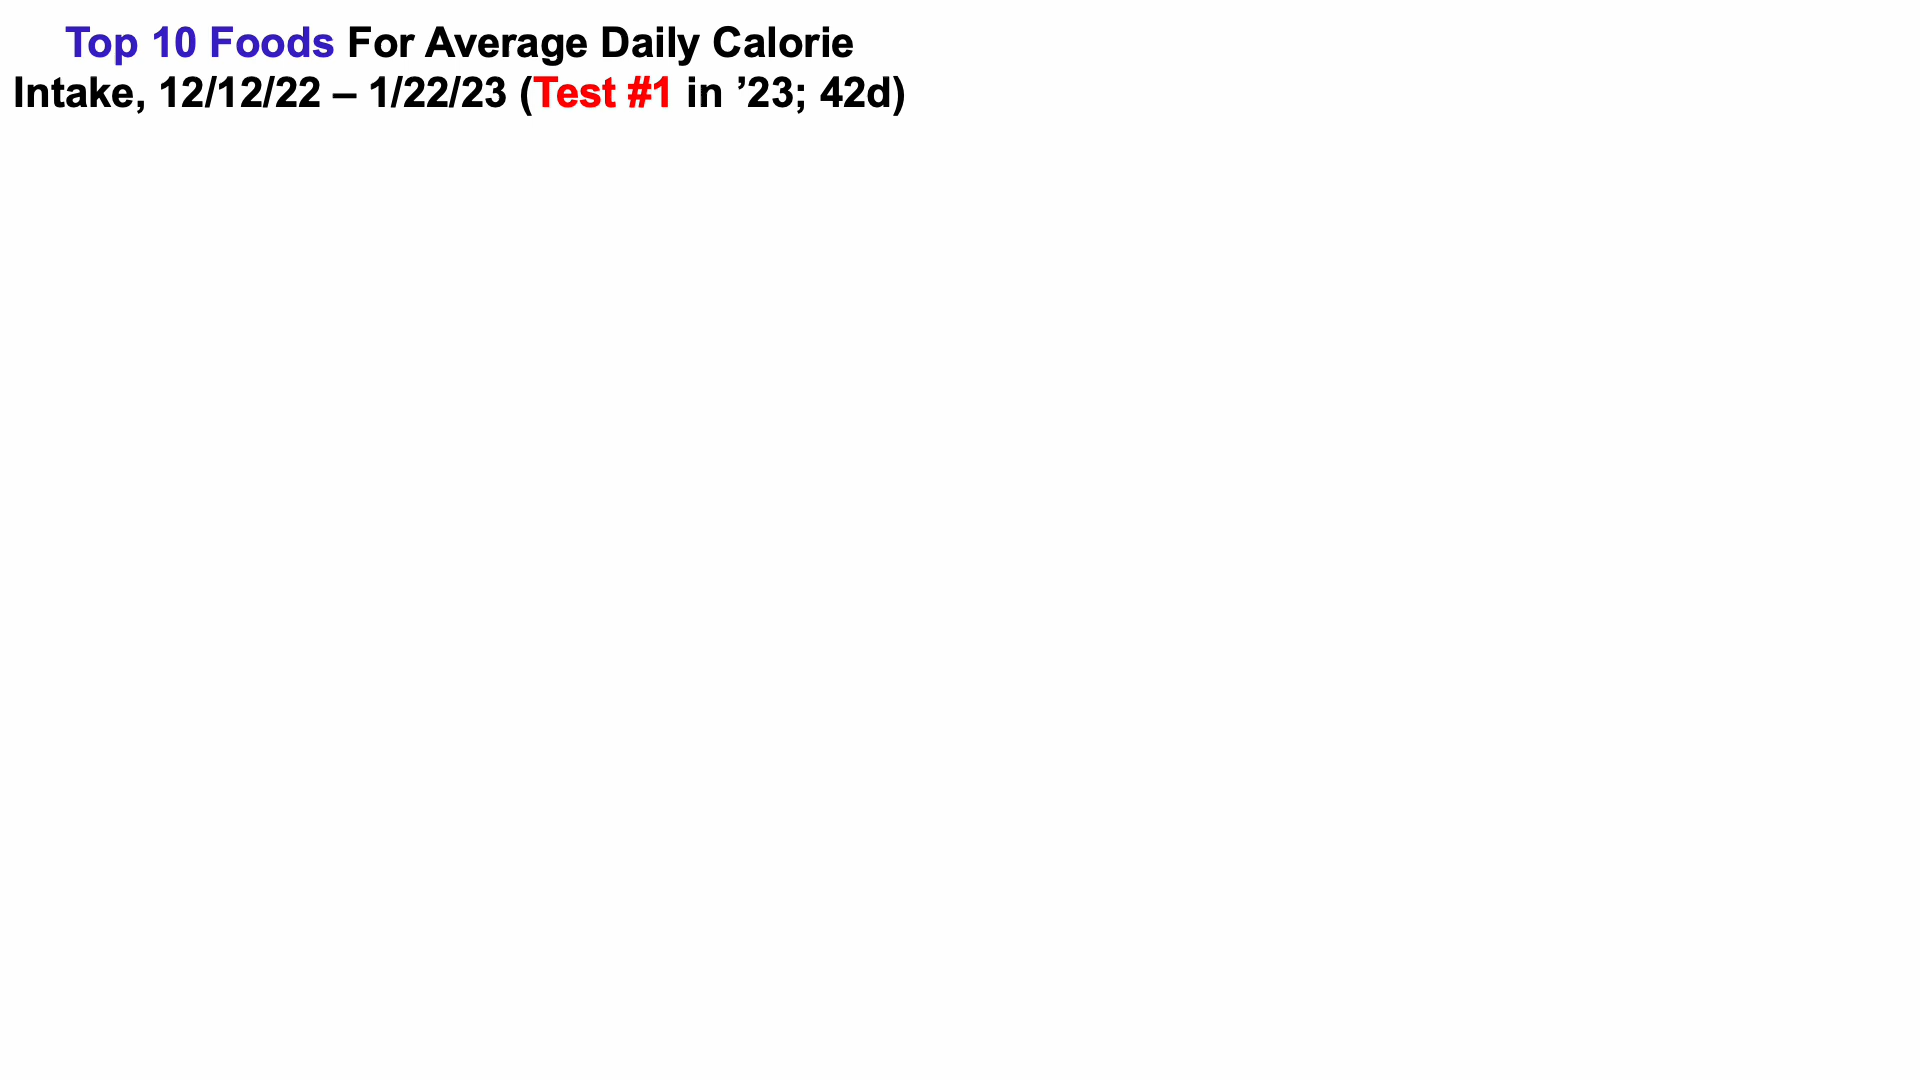 Top 10 Foods For Average Daily Calorie
Intake, 12/12/22 – 1/22/23 (Test #1 in ’23; 42d)